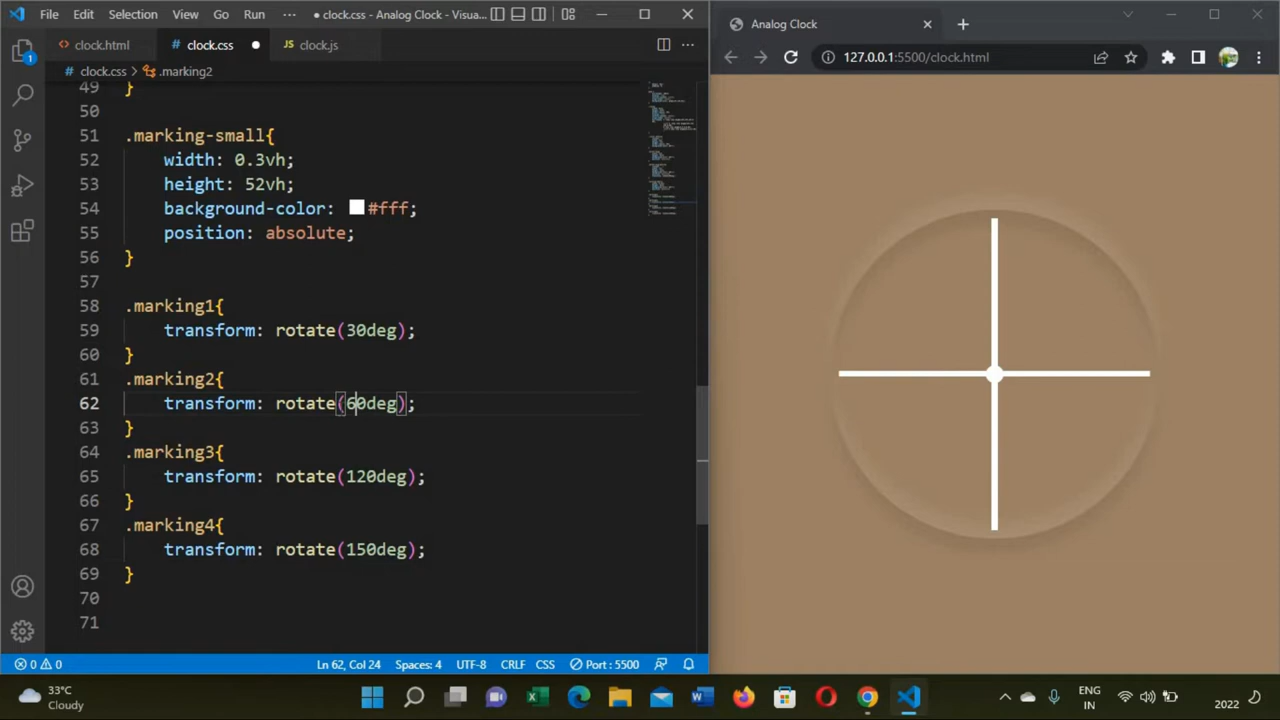 File Edit Selection View Go Run ··· ● clock.css - Analog Clock - Visua...
clock.html # clock.css ● JS clock.js ···
# clock.css > .marking2
Analog Clock
127.0.0.1:5500/clock.html
1
49 }
50
51 .marking-small{
52 width: 0.3vh;
53 height: 52vh;
54 background-color: #fff;
55 position: absolute;
56 }
57
58 .marking1{
59 transform: rotate(30deg);
60 }
61 .marking2{
62 transform: rotate(60deg);
63 }
64 .marking3{
65 transform: rotate(120deg);
66 }
67 .marking4{
68 transform: rotate(150deg);
69 }
70
71
0 0 Ln 62, Col 24 Spaces: 4 UTF-8 CRLF CSS Port : 5500
33°C
Cloudy
ENG
IN
2022